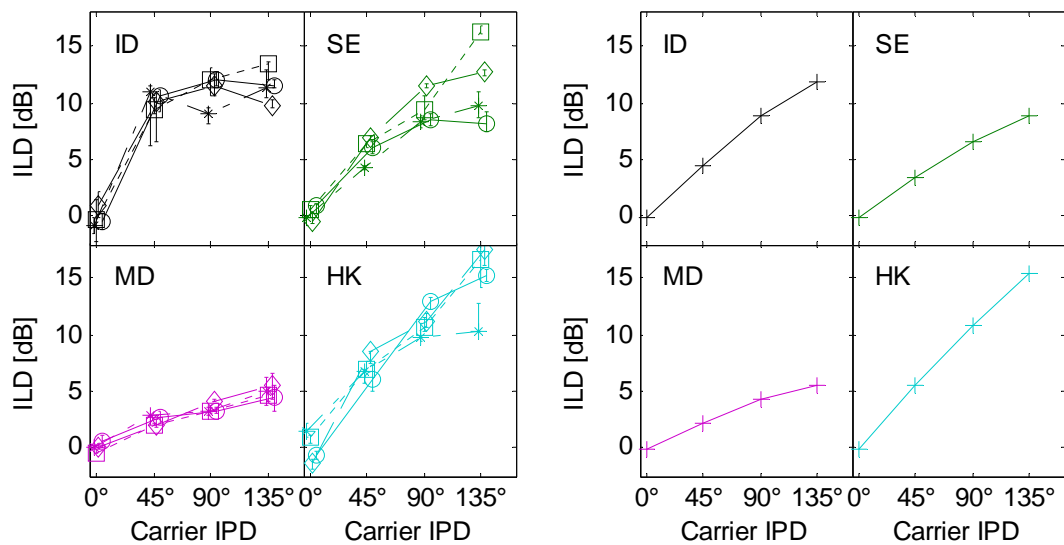 ID SE ID SE
15
10
5
0
ILD [dB]
15
10
5
0
ILD [dB]
MD HK MD HK
15
10
5
0
ILD [dB]
15
10
5
0
ILD [dB]
0° 45° 90° 135° 0° 45° 90° 135° 0° 45° 90° 135° 0° 45° 90° 135°
Carrier IPD Carrier IPD Carrier IPD Carrier IPD